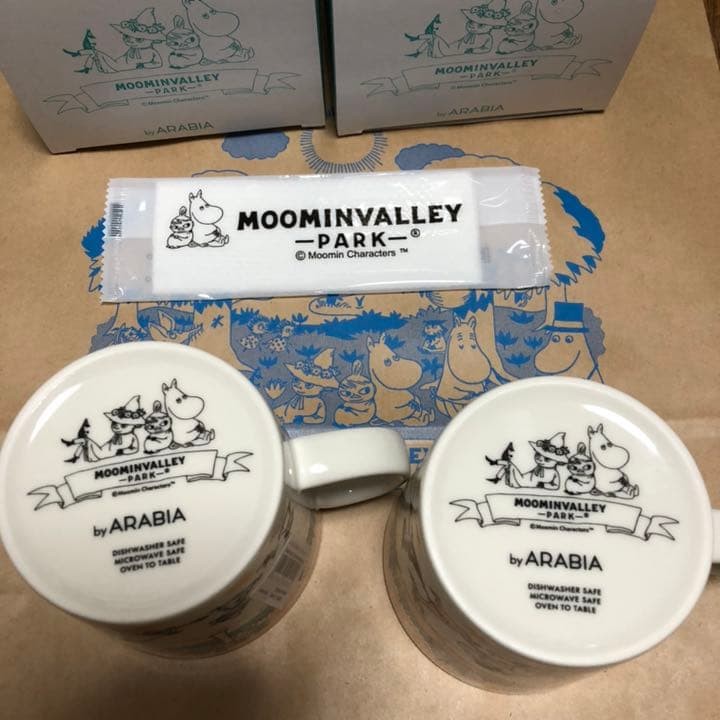 MOOMINVALLEY
—PARK—®
© Moomin Characters™
by ARABIA
MOOMINVALLEY
—PARK—®
© Moomin Characters™
by ARABIA
MOOMINVALLEY
—PARK—®
© Moomin Characters ™
MOOMINVALLEY
—PARK—®
© Moomin Characters™
by ARABIA
DISHWASHER SAFE
MICROWAVE SAFE
OVEN TO TABLE
MOOMINVALLEY
—PARK—®
© Moomin Characters™
by ARABIA
DISHWASHER SAFE
MICROWAVE SAFE
OVEN TO TABLE